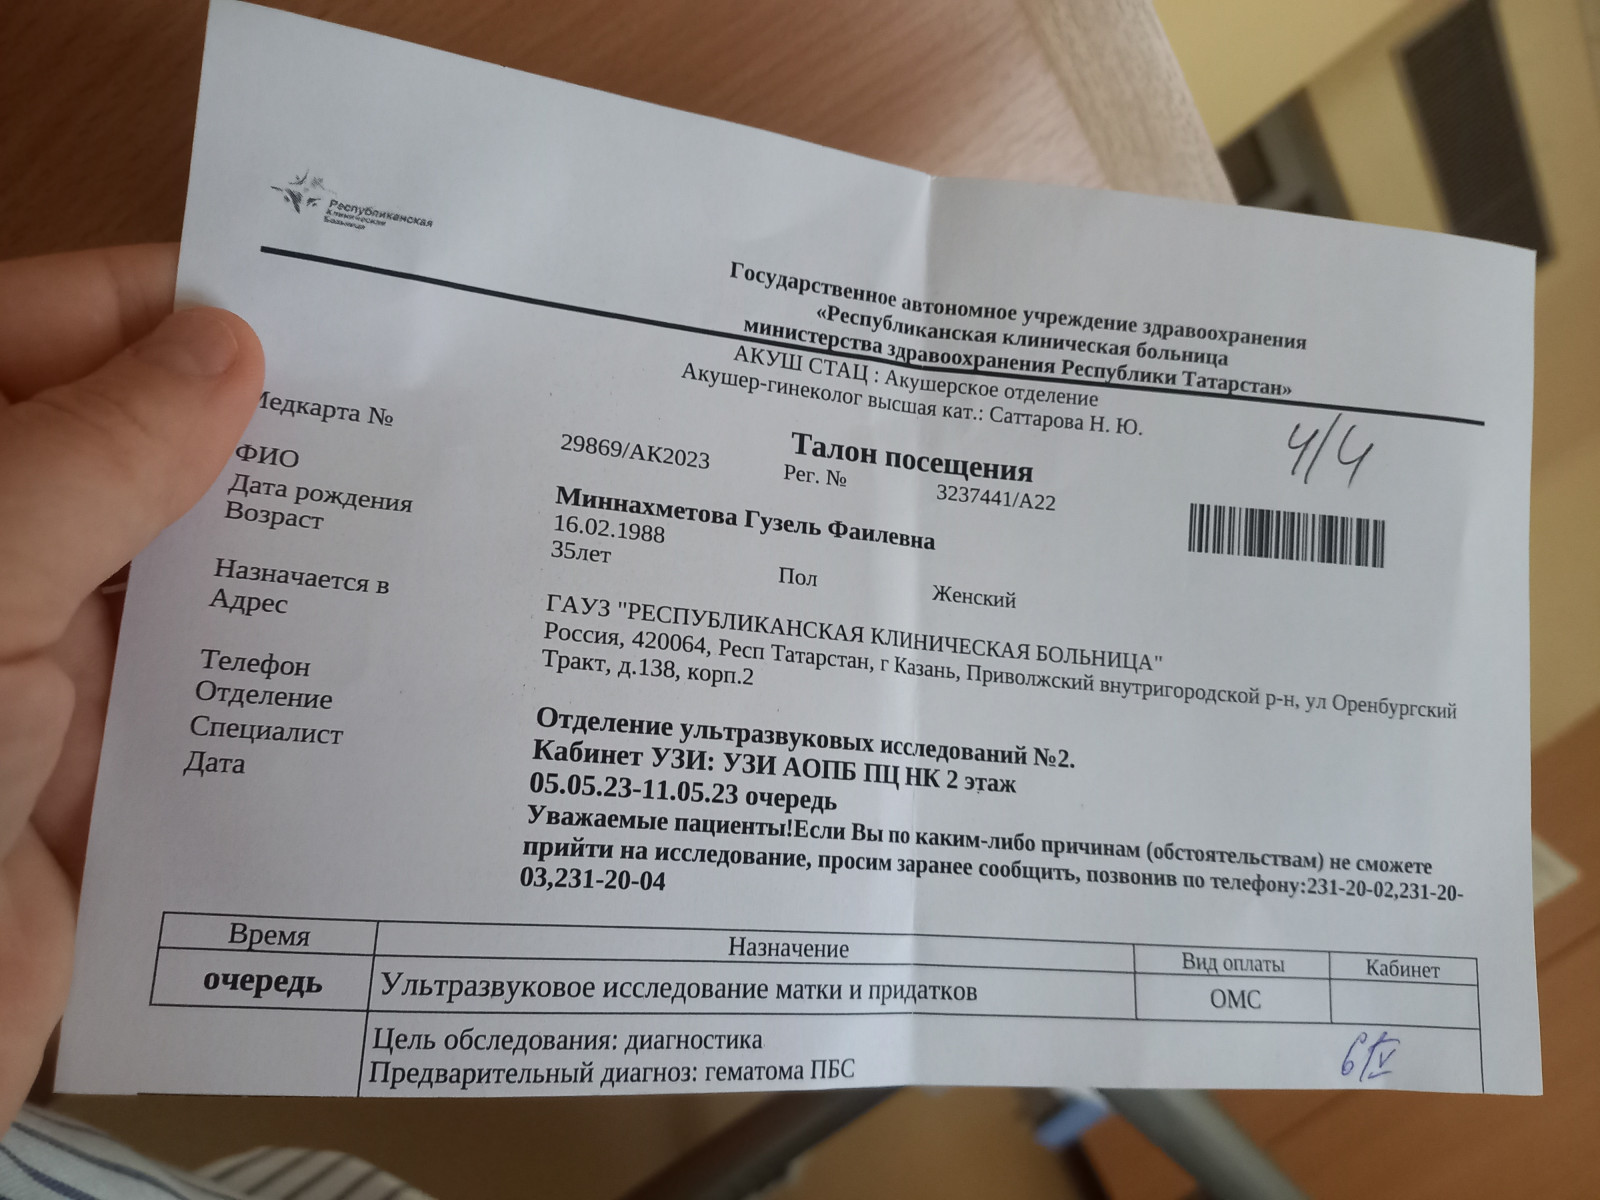 Республиканская
Клиническая
Больница
Государственное автономное учреждение здравоохранения
«Республиканская клиническая больница
министерства здравоохранения Республики Татарстан»
АКУШ СТАЦ : Акушерское отделение
Акушер-гинеколог высшая кат.: Саттарова Н. Ю.
4/4
Талон посещения
Медкарта № 29869/АК2023 Рег. № 3237441/А22
ФИО Миннахметова Гузель Фаилевна
Дата рождения 16.02.1988
Возраст 35лет Пол Женский
Назначается в ГАУЗ "РЕСПУБЛИКАНСКАЯ КЛИНИЧЕСКАЯ БОЛЬНИЦА"
Адрес Россия, 420064, Респ Татарстан, г Казань, Приволжский внутригородской р-н, ул Оренбургский
Тракт, д.138, корп.2
Телефон
Отделение Отделение ультразвуковых исследований №2.
Специалист Кабинет УЗИ: УЗИ АОПБ ПЦ НК 2 этаж
Дата 05.05.23-11.05.23 очередь
Уважаемые пациенты!Если Вы по каким-либо причинам (обстоятельствам) не сможете
прийти на исследование, просим заранее сообщить, позвонив по телефону:231-20-02,231-20-
03,231-20-04
Время Назначение Вид оплаты Кабинет
очередь Ультразвуковое исследование матки и придатков ОМС
Цель обследования: диагностика
Предварительный диагноз: гематома ПБС
6/V